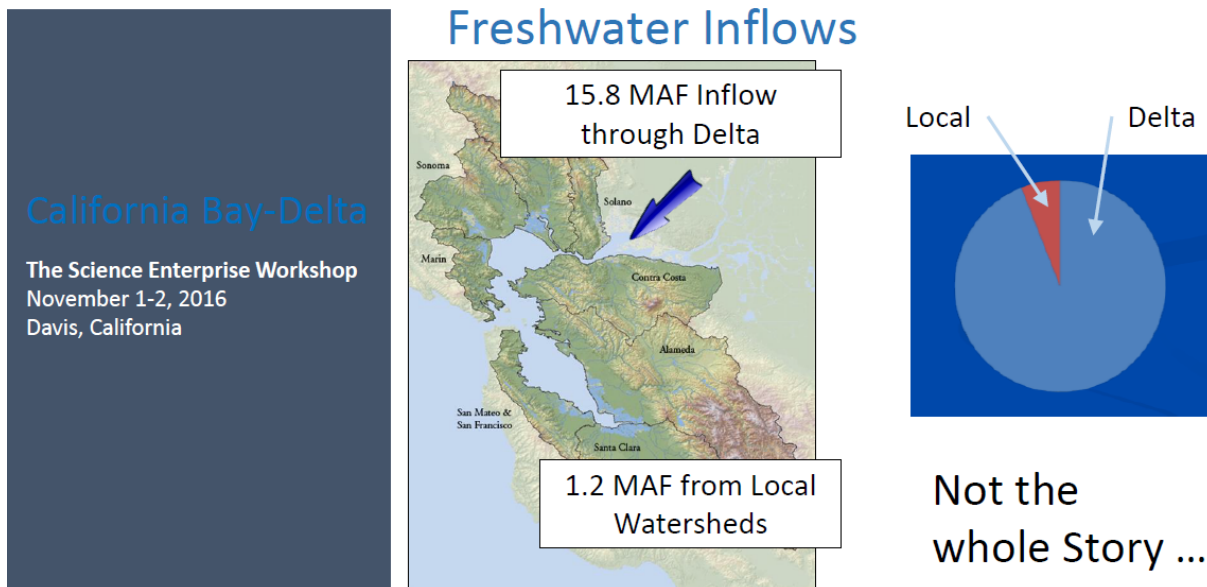 Freshwater Inflows
California Bay-Delta
The Science Enterprise Workshop
November 1-2, 2016
Davis, California
15.8 MAF Inflow
through Delta
Sonoma
Solano
Marin
Contra Costa
Alameda
San Mateo &
San Francisco
Santa Clara
1.2 MAF from Local
Watersheds
Local
Delta
Not the
whole Story ...